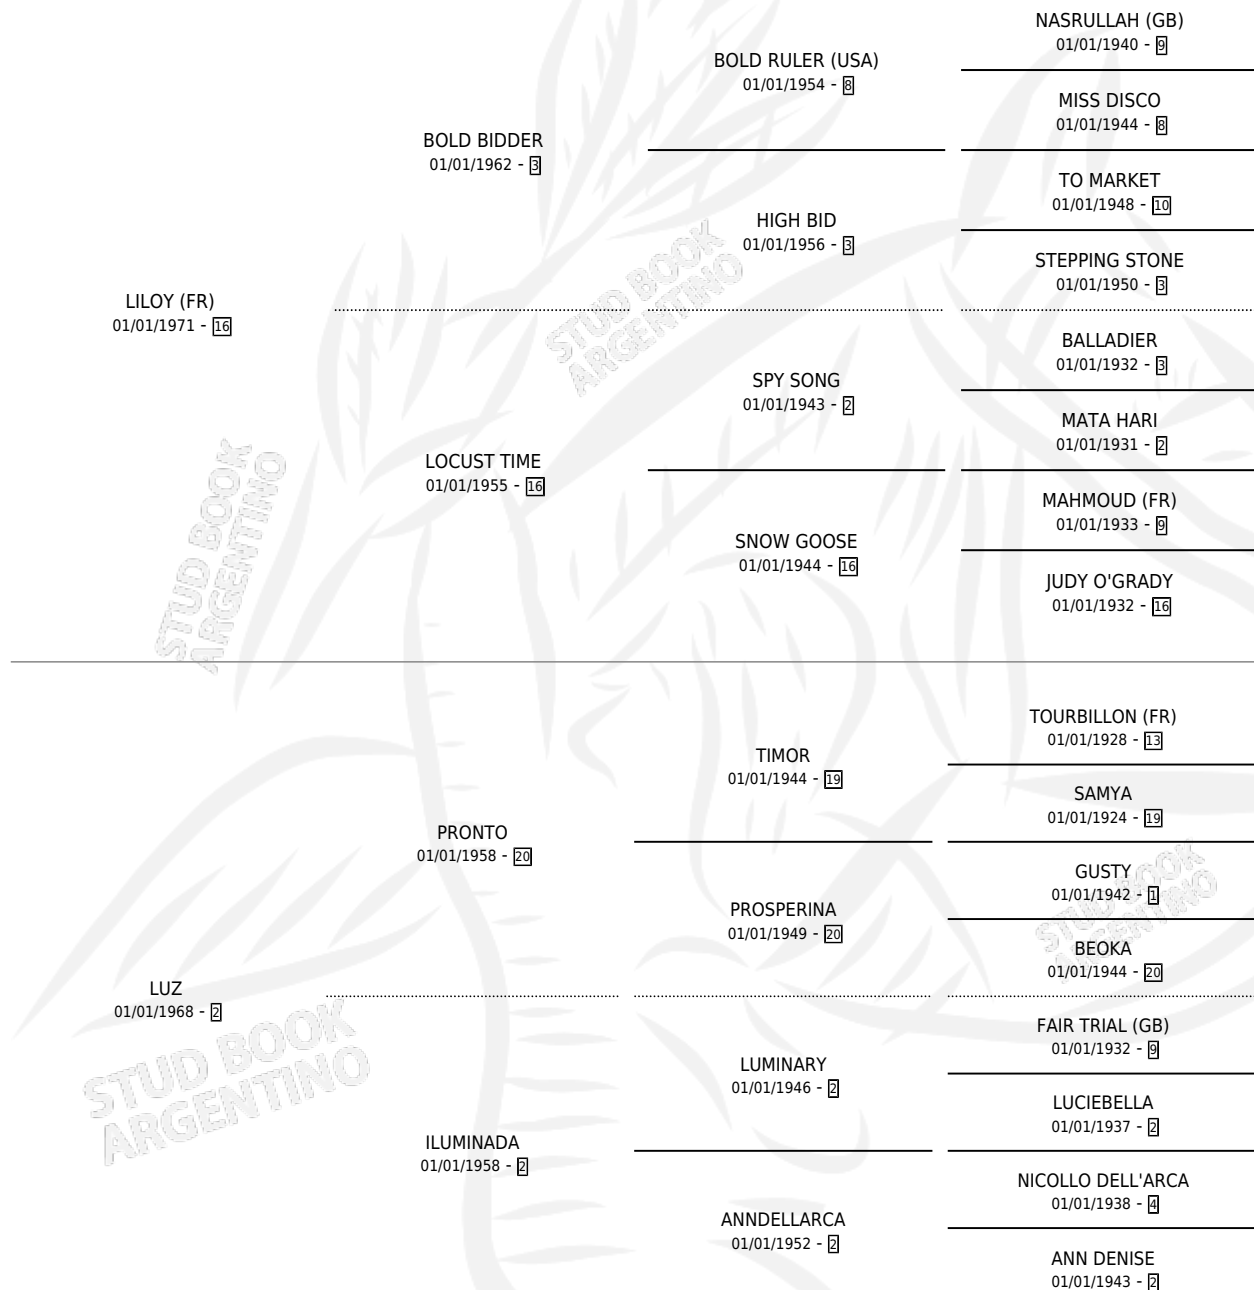 NASRULLAH (GB)
01/01/1940 - 9
BOLD RULER (USA)
01/01/1954 - 8
MISS DISCO
01/01/1944 - 8
BOLD BIDDER
01/01/1962 - 3
TO MARKET
01/01/1948 - 10
HIGH BID
01/01/1956 - 3
STEPPING STONE
01/01/1950 - 3
LILOY (FR)
01/01/1971 - 16
STUD BOOK
ARGENTINO
BALLADIER
01/01/1932 - 3
SPY SONG
01/01/1943 - 2
MATA HARI
01/01/1931 - 2
LOCUST TIME
01/01/1955 - 16
MAHMOUD (FR)
01/01/1933 - 9
SNOW GOOSE
01/01/1944 - 16
JUDY O'GRADY
01/01/1932 - 16
STUD BOOK
ARGENTINO
TOURBILLON (FR)
01/01/1928 - 13
TIMOR
01/01/1944 - 19
SAMYA
01/01/1924 - 19
PRONTO
01/01/1958 - 20
GUSTY
01/01/1942 - 1
PROSPERINA
01/01/1949 - 20
BEOKA
01/01/1944 - 20
STUD BOOK
ARGENTINO
LUZ
01/01/1968 - 2
STUD BOOK
ARGENTINO
FAIR TRIAL (GB)
01/01/1932 - 9
LUMINARY
01/01/1946 - 2
LUCIEBELLA
01/01/1937 - 2
ILUMINADA
01/01/1958 - 2
NICOLLO DELL'ARCA
01/01/1938 - 4
ANNDELLARCA
01/01/1952 - 2
ANN DENISE
01/01/1943 - 2